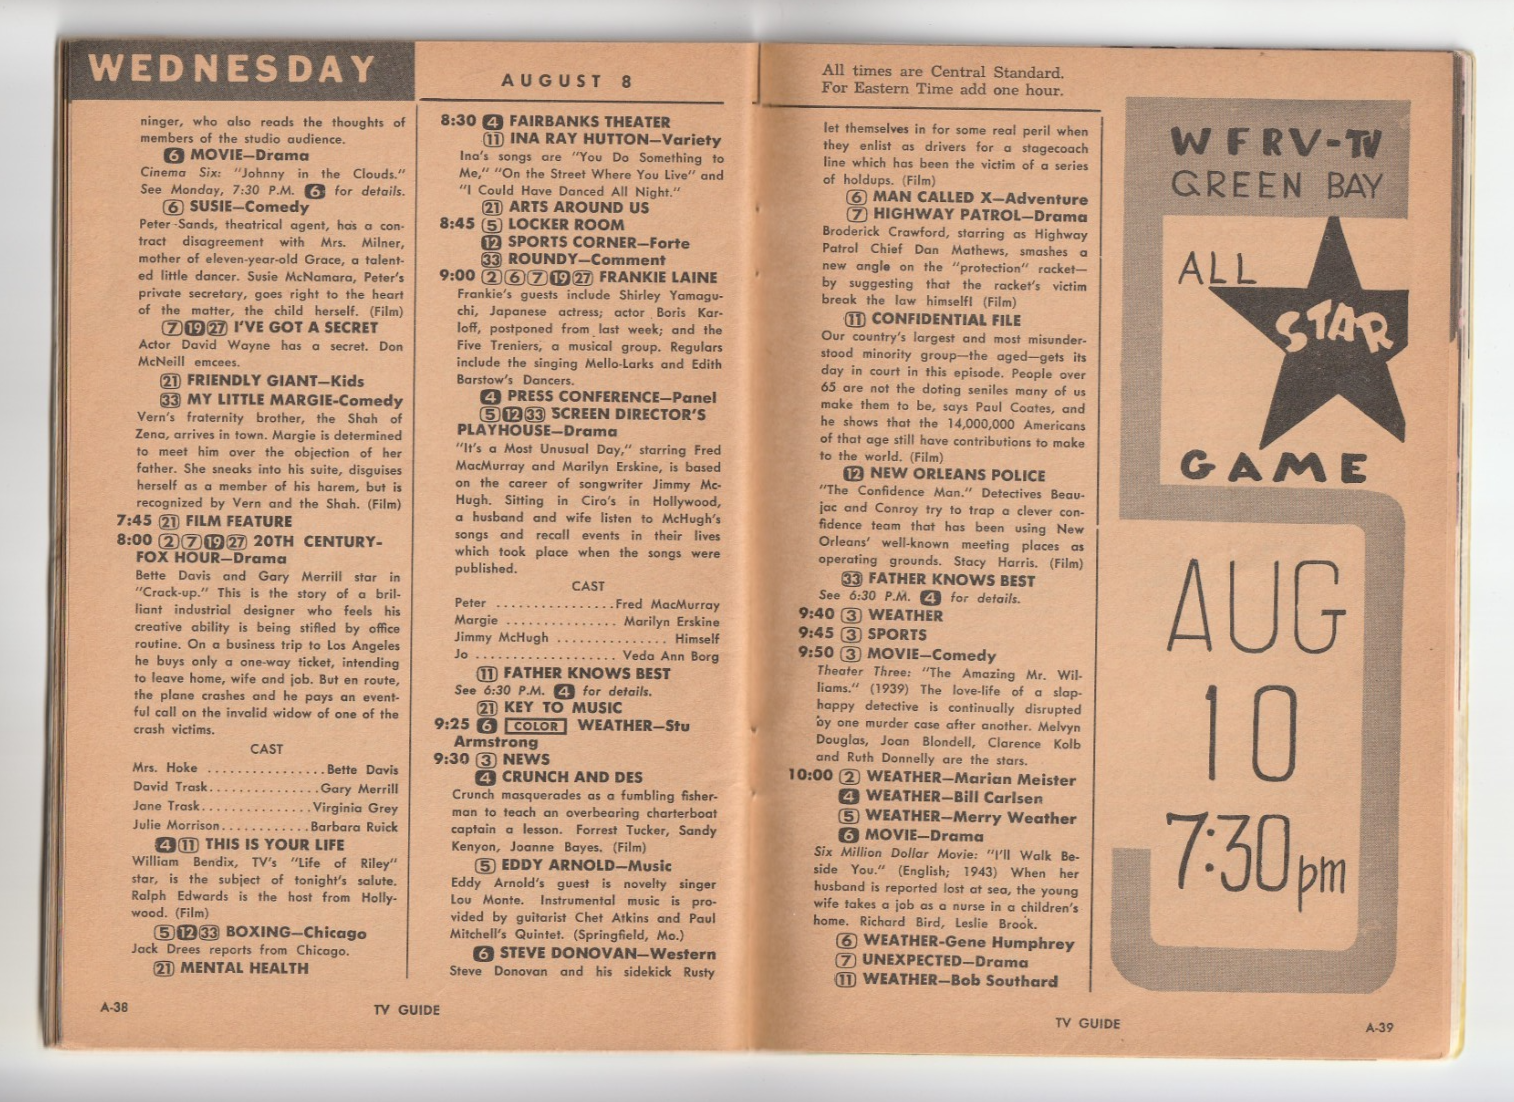 WEDNESDAY
AUGUST 8
ninger, who also reads the thoughts of
members of the studio audience.
6 MOVIE—Drama
Cinema Six: "Johnny in the Clouds."
See Monday, 7:30 P.M. 6 for details.
6 SUSIE—Comedy
Peter Sands, theatrical agent, has a con-
tract disagreement with Mrs. Milner,
mother of eleven-year-old Grace, a talent-
ed little dancer. Susie McNamara, Peter's
private secretary, goes right to the heart
of the matter, the child herself. (Film)
7 19 27 I'VE GOT A SECRET
Actor David Wayne has a secret. Don
McNeill emcees.
21 FRIENDLY GIANT—Kids
33 MY LITTLE MARGIE-Comedy
Vern's fraternity brother, the Shah of
Zena, arrives in town. Margie is determined
to meet him over the objection of her
father. She sneaks into his suite, disguises
herself as a member of his harem, but is
recognized by Vern and the Shah. (Film)
7:45 21 FILM FEATURE
8:00 2 7 19 27 20TH CENTURY-
FOX HOUR—Drama
Bette Davis and Gary Merrill star in
"Crack-up." This is the story of a bril-
liant industrial designer who feels his
creative ability is being stifled by office
routine. On a business trip to Los Angeles
he buys only a one-way ticket, intending
to leave home, wife and job. But en route,
the plane crashes and he pays an event-
ful call on the invalid widow of one of the
crash victims.
CAST
Mrs. Hoke ...............Bette Davis
David Trask..............Gary Merrill
Jane Trask..............Virginia Grey
Julie Morrison...........Barbara Ruick
4 11 THIS IS YOUR LIFE
William Bendix, TV's "Life of Riley"
star, is the subject of tonight's salute.
Ralph Edwards is the host from Holly-
wood. (Film)
5 12 33 BOXING—Chicago
Jack Drees reports from Chicago.
21 MENTAL HEALTH
8:30 4 FAIRBANKS THEATER
11 INA RAY HUTTON—Variety
Ina's songs are "You Do Something to
Me," "On the Street Where You Live" and
"I Could Have Danced All Night."
21 ARTS AROUND US
8:45 5 LOCKER ROOM
12 SPORTS CORNER—Forte
33 ROUNDY—Comment
9:00 2 6 7 19 27 FRANKIE LAINE
Frankie's guests include Shirley Yamagu-
chi, Japanese actress; actor Boris Kar-
loff, postponed from last week; and the
Five Treniers, a musical group. Regulars
include the singing Mello-Larks and Edith
Barstow's Dancers.
4 PRESS CONFERENCE—Panel
5 12 33 SCREEN DIRECTOR'S
PLAYHOUSE—Drama
"It's a Most Unusual Day," starring Fred
MacMurray and Marilyn Erskine, is based
on the career of songwriter Jimmy Mc-
Hugh. Sitting in Ciro's in Hollywood,
a husband and wife listen to McHugh's
songs and recall events in their lives
which took place when the songs were
published.
CAST
Peter ...............Fred MacMurray
Margie .............. Marilyn Erskine
Jimmy McHugh .............. Himself
Jo .................. Veda Ann Borg
11 FATHER KNOWS BEST
See 6:30 P.M. 4 for details.
21 KEY TO MUSIC
9:25 6 COLOR WEATHER—Stu
Armstrong
9:30 3 NEWS
4 CRUNCH AND DES
Crunch masquerades as a fumbling fisher-
man to teach an overbearing charterboat
captain a lesson. Forrest Tucker, Sandy
Kenyon, Joanne Bayes. (Film)
5 EDDY ARNOLD—Music
Eddy Arnold's guest is novelty singer
Lou Monte. Instrumental music is pro-
vided by guitarist Chet Atkins and Paul
Mitchell's Quintet. (Springfield, Mo.)
6 STEVE DONOVAN—Western
Steve Donovan and his sidekick Rusty
A-38
TV GUIDE
All times are Central Standard.
For Eastern Time add one hour.
let themselves in for some real peril when
they enlist as drivers for a stagecoach
line which has been the victim of a series
of holdups. (Film)
6 MAN CALLED X—Adventure
7 HIGHWAY PATROL—Drama
Broderick Crawford, starring as Highway
Patrol Chief Dan Mathews, smashes a
new angle on the "protection" racket—
by suggesting that the racket's victim
break the law himself! (Film)
11 CONFIDENTIAL FILE
Our country's largest and most misunder-
stood minority group—the aged—gets its
day in court in this episode. People over
65 are not the doting seniles many of us
make them to be, says Paul Coates, and
he shows that the 14,000,000 Americans
of that age still have contributions to make
to the world. (Film)
12 NEW ORLEANS POLICE
"The Confidence Man." Detectives Beau-
jac and Conroy try to trap a clever con-
fidence team that has been using New
Orleans' well-known meeting places as
operating grounds. Stacy Harris. (Film)
33 FATHER KNOWS BEST
See 6:30 P.M. 4 for details.
9:40 3 WEATHER
9:45 3 SPORTS
9:50 3 MOVIE—Comedy
Theater Three: "The Amazing Mr. Wil-
liams." (1939) The love-life of a slap-
happy detective is continually disrupted
by one murder case after another. Melvyn
Douglas, Joan Blondell, Clarence Kolb
and Ruth Donnelly are the stars.
10:00 2 WEATHER—Marian Meister
4 WEATHER—Bill Carlsen
5 WEATHER—Merry Weather
6 MOVIE—Drama
Six Million Dollar Movie: "I'll Walk Be-
side You." (English; 1943) When her
husband is reported lost at sea, the young
wife takes a job as a nurse in a children's
home. Richard Bird, Leslie Brook.
6 WEATHER-Gene Humphrey
7 UNEXPECTED—Drama
11 WEATHER—Bob Southard
WFRV-TV
GREEN BAY
ALL
STAR
GAME
AUG
10
7:30pm
TV GUIDE
A-39